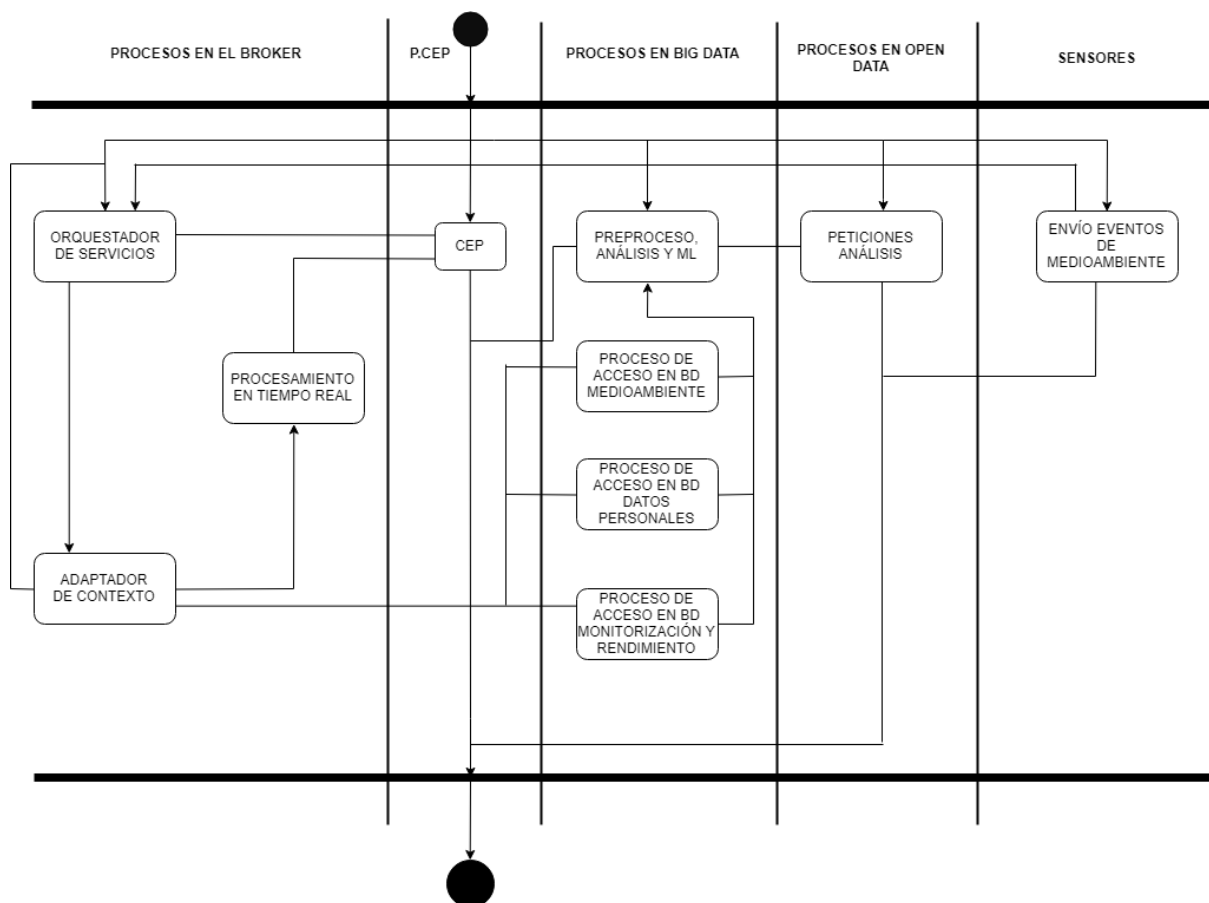 PROCESOS EN EL BROKER
P.CEP
PROCESOS EN BIG DATA
PROCESOS EN OPEN
DATA
SENSORES
ORQUESTADOR
DE SERVICIOS
CEP
PREPROCESO,
ANÁLISIS Y ML
PETICIONES
ANÁLISIS
ENVÍO EVENTOS
DE
MEDIOAMBIENTE
PROCESAMIENTO
EN TIEMPO REAL
PROCESO DE
ACCESO EN BD
MEDIOAMBIENTE
PROCESO DE
ACCESO EN BD
DATOS
PERSONALES
ADAPTADOR
DE CONTEXTO
PROCESO DE
ACCESO EN BD
MONITORIZACIÓN Y
RENDIMIENTO